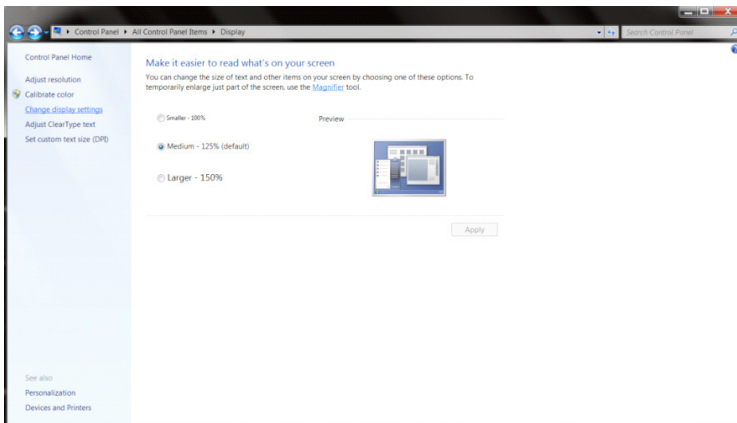 Control Panel ▸ All Control Panel Items ▸ Display
Search Control Panel
Control Panel Home
Adjust resolution
Calibrate color
Change display settings
Adjust ClearType text
Set custom text size (DPI)
Make it easier to read what's on your screen
You can change the size of text and other items on your screen by choosing one of these options. To
temporarily enlarge just part of the screen, use the Magnifier tool.
Smaller - 100%
Preview
Medium - 125% (default)
Larger - 150%
Apply
See also
Personalization
Devices and Printers